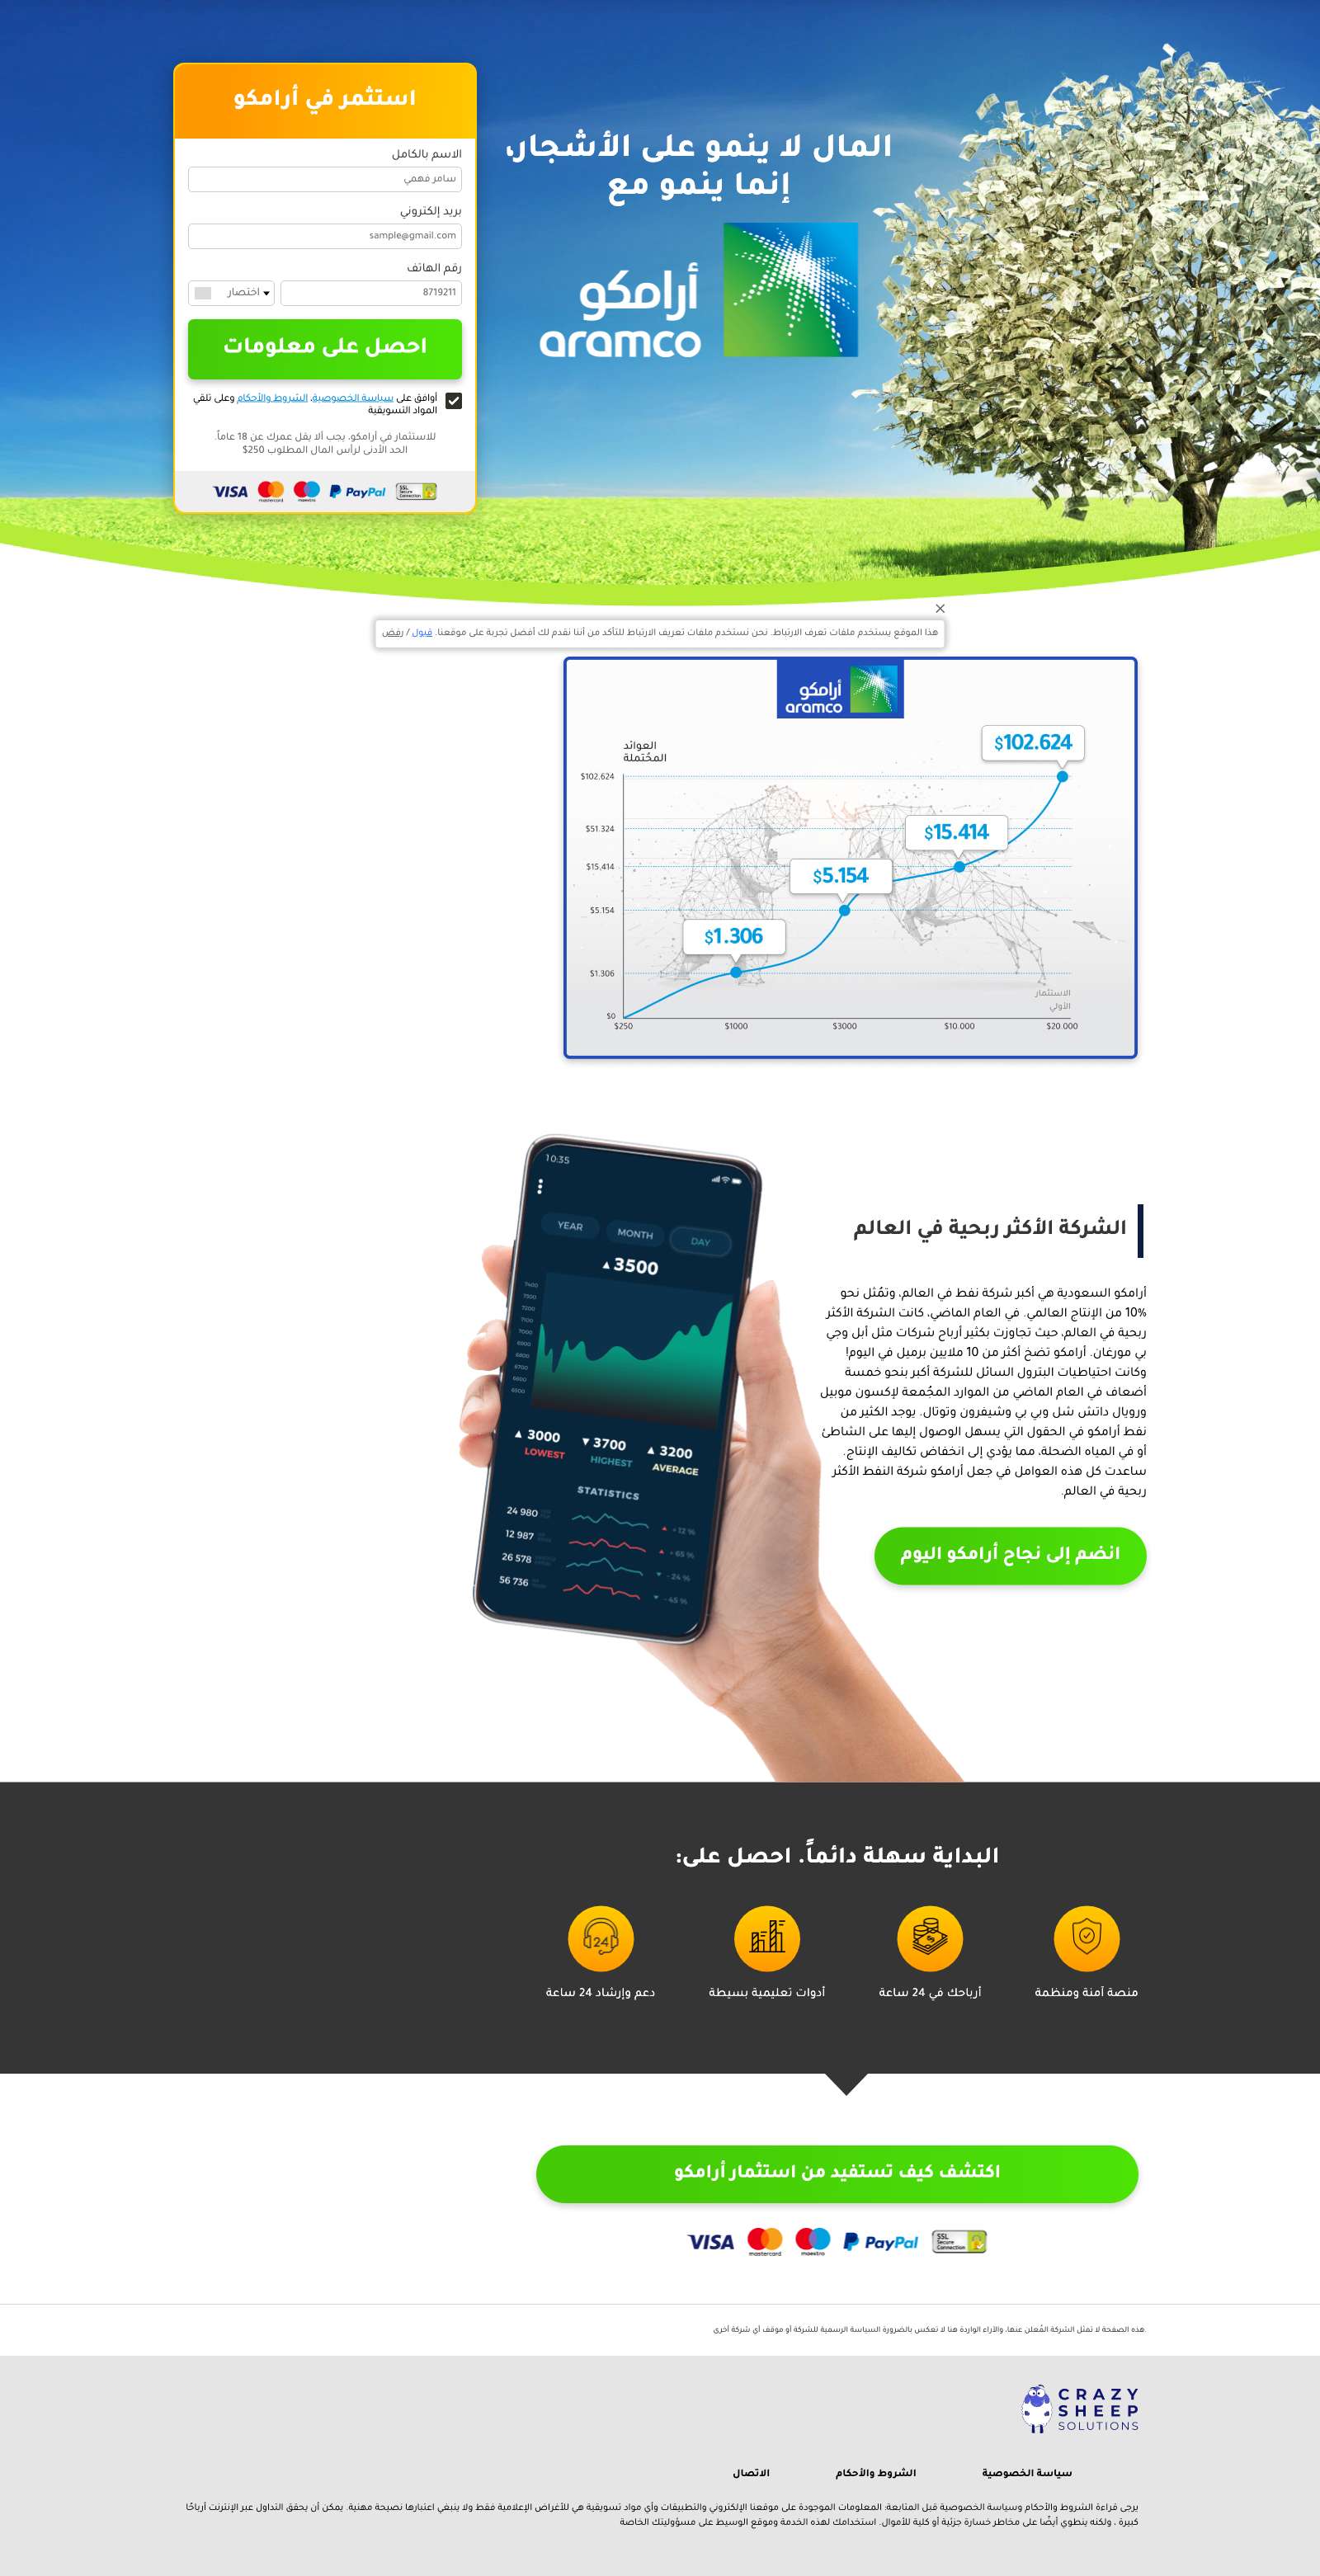 المال لا ينمو على الأشجار،
إنما ينمو مع
أرامكو
aramco
استثمر في أرامكو
الاسم بالكامل
سامر فهمي
بريد إلكتروني
sample@gmail.com
رقم الهاتف
8719211
اختصار
احصل على معلومات
أوافق على سياسة الخصوصية، الشروط والأحكام وعلى تلقي
المواد التسويقية
للاستثمار في أرامكو، يجب ألا يقل عمرك عن 18 عاماً.
الحد الأدنى لرأس المال المطلوب 250$
VISA mastercard maestro PayPal SSL Secure Connection
هذا الموقع يستخدم ملفات تعرف الارتباط. نحن نستخدم ملفات تعريف الارتباط للتأكد من أننا نقدم لك أفضل تجربة على موقعنا. قبول / رفض
أرامكو
aramco
العوائد
المحُتملة
$102.624
$102.624
$51.324
$15.414
$15.414
$5.154
$5.154
$1.306
$1.306
الاستثمار
الأولي
$0
$250 $1000 $3000 $10.000 $20.000
10:35
YEAR MONTH DAY
▲3500
7400
7300
7200
7100
7000
6900
6800
6700
6600
6500
▲ 3000 ▼ 3700 ▲ 3200
LOWEST HIGHEST AVERAGE
STATISTICS
24 980 + 12 %
12 987 + 65 %
26 578 - 24 %
56 736 - 45 %
الشركة الأكثر ربحية في العالم
أرامكو السعودية هي أكبر شركة نفط في العالم، وتمُثل نحو
10% من الإنتاج العالمي. في العام الماضي، كانت الشركة الأكثر
ربحية في العالم، حيث تجاوزت بكثير أرباح شركات مثل أبل وجي
بي مورغان. أرامكو تضخ أكثر من 10 ملايين برميل في اليوم!
وكانت احتياطيات البترول السائل للشركة أكبر بنحو خمسة
أضعاف في العام الماضي من الموارد المجُمعة لإكسون موبيل
ورويال داتش شل وبي بي وشيفرون وتوتال. يوجد الكثير من
نفط أرامكو في الحقول التي يسهل الوصول إليها على الشاطئ
أو في المياه الضحلة، مما يؤدي إلى انخفاض تكاليف الإنتاج.
ساعدت كل هذه العوامل في جعل أرامكو شركة النفط الأكثر
ربحية في العالم.
انضم إلى نجاح أرامكو اليوم
البداية سهلة دائماً. احصل على:
24
منصة آمنة ومنظمة
أرباحك في 24 ساعة
أدوات تعليمية بسيطة
دعم وإرشاد 24 ساعة
اكتشف كيف تستفيد من استثمار أرامكو
VISA mastercard maestro PayPal SSL Secure Connection
هذه الصفحة لا تمثل الشركة المُعلن عنها، والآراء الواردة هنا لا تعكس بالضرورة السياسة الرسمية للشركة أو موقف أي شركة أخرى.
CRAZY
SHEEP
SOLUTIONS
سياسة الخصوصية
الشروط والأحكام
الاتصال
يرجى قراءة الشروط والأحكام وسياسة الخصوصية قبل المتابعة: المعلومات الموجودة على موقعنا الإلكتروني والتطبيقات وأي مواد تسويقية هي للأغراض الإعلامية فقط ولا ينبغي اعتبارها نصيحة مهنية. يمكن أن يحقق التداول عبر الإنترنت أرباحًا
كبيرة ، ولكنه ينطوي أيضًا على مخاطر خسارة جزئية أو كلية للأموال. استخدامك لهذه الخدمة وموقع الوسيط على مسؤوليتك الخاصة